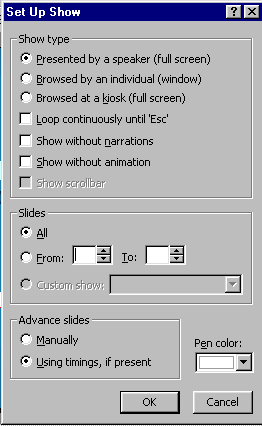 Set Up Show
Show type
Presented by a speaker (full screen)
Browsed by an individual (window)
Browsed at a kiosk (full screen)
Loop continuously until 'Esc'
Show without narrations
Show without animation
Show scrollbar
Slides
All
From: To:
Custom show:
Advance slides
Manually
Using timings, if present
Pen color:
OK Cancel